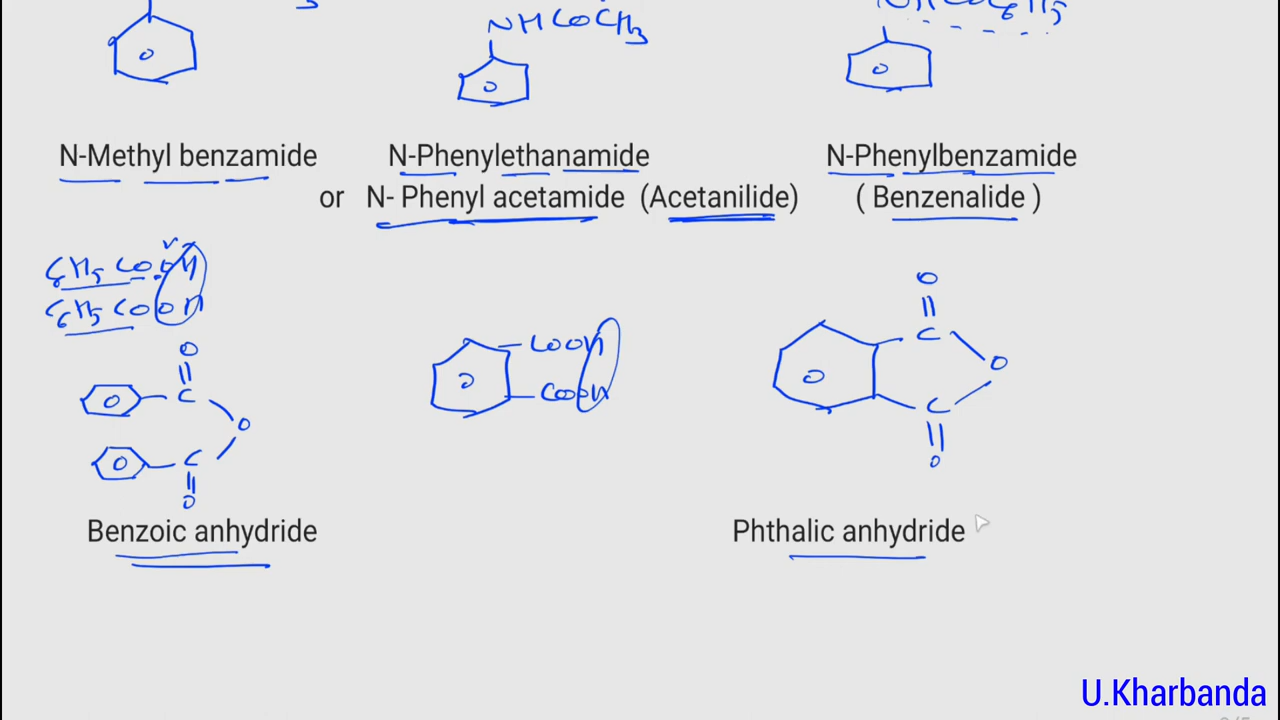 NHCOCH3
N-Methyl benzamide N-Phenylethanamide N-Phenylbenzamide
or N- Phenyl acetamide (Acetanilide) ( Benzenalide )
C6H5COOH
C6H5COOH
O
C
O
C
O
COOH
COOH
O
C
O
C
O
Benzoic anhydride Phthalic anhydride
U.Kharbanda